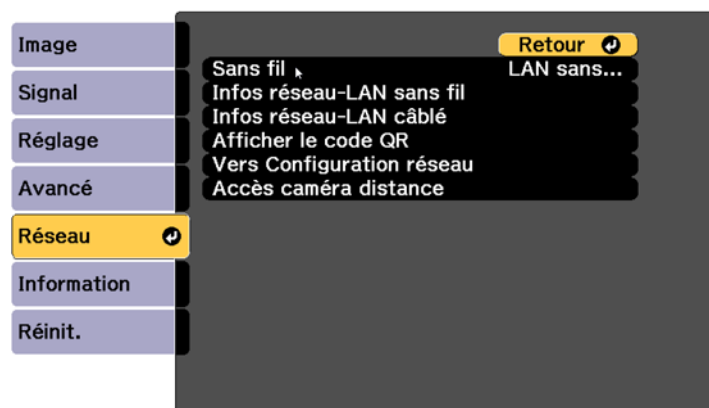 Image
Signal
Réglage
Avancé
Réseau
Information
Réinit.
Retour
Sans fil LAN sans...
Infos réseau-LAN sans fil
Infos réseau-LAN câblé
Afficher le code QR
Vers Configuration réseau
Accès caméra distance